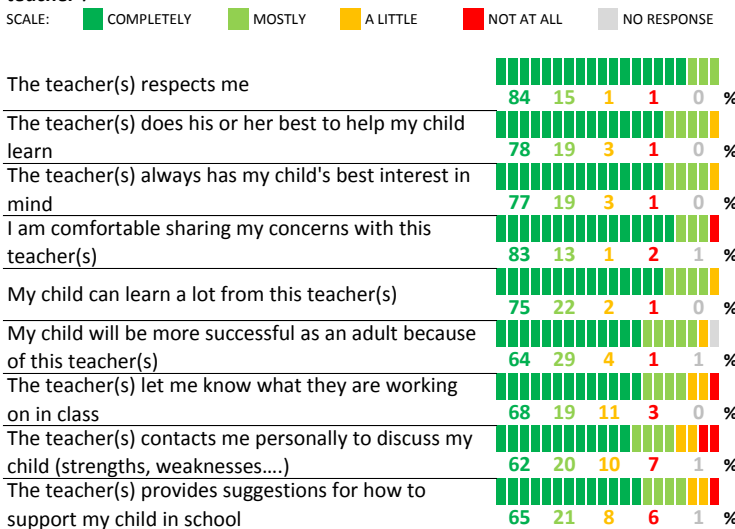 SCALE: COMPLETELY MOSTLY A LITTLE NOT AT ALL NO RESPONSE
The teacher(s) respects me
84 15 1 1 0 %
The teacher(s) does his or her best to help my child
learn
78 19 3 1 0 %
The teacher(s) always has my child's best interest in
mind
77 19 3 1 0 %
I am comfortable sharing my concerns with this
teacher(s)
83 13 1 2 1 %
My child can learn a lot from this teacher(s)
75 22 2 1 0 %
My child will be more successful as an adult because
of this teacher(s)
64 29 4 1 1 %
The teacher(s) let me know what they are working
on in class
68 19 11 3 0 %
The teacher(s) contacts me personally to discuss my
child (strengths, weaknesses....)
62 20 10 7 1 %
The teacher(s) provides suggestions for how to
support my child in school
65 21 8 6 1 %